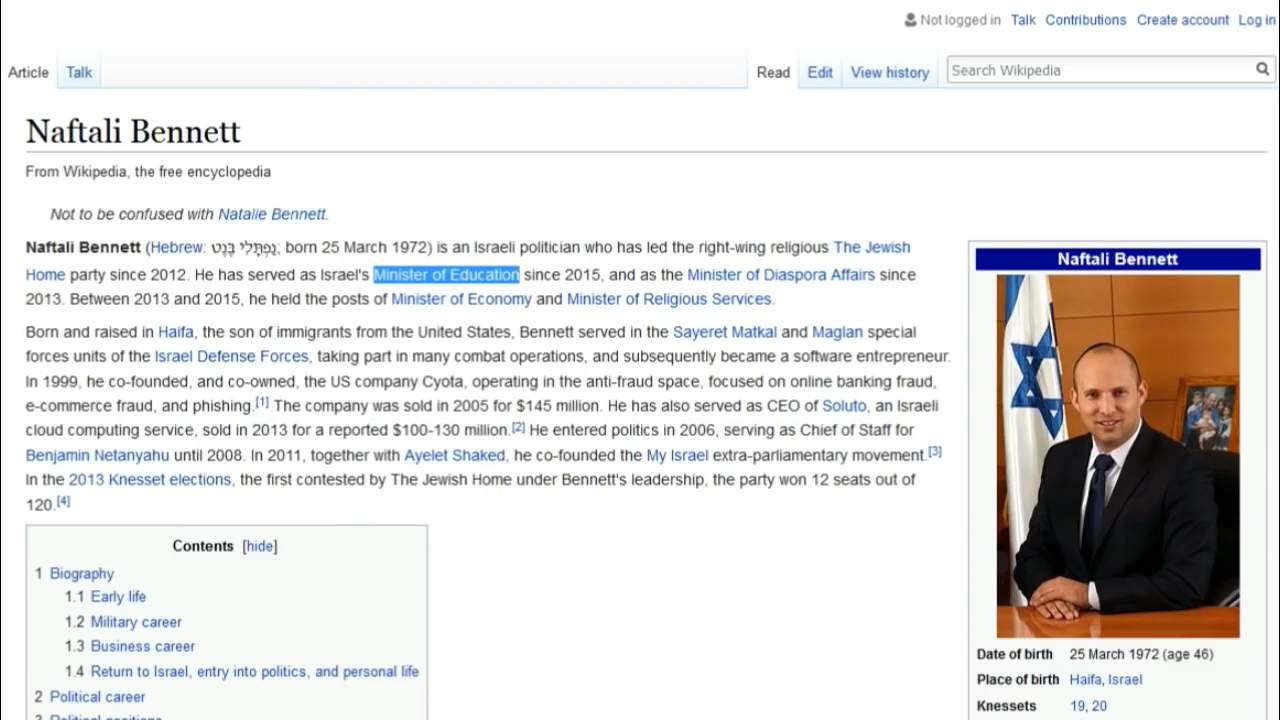 Not logged in Talk Contributions Create account Log in
Article Talk Read Edit View history Search Wikipedia
Naftali Bennett
From Wikipedia, the free encyclopedia
Not to be confused with Natalie Bennett.
Naftali Bennett (Hebrew: נַפְתָּלִי בֶּנֶט; born 25 March 1972) is an Israeli politician who has led the right-wing religious The Jewish
Home party since 2012. He has served as Israel's Minister of Education since 2015, and as the Minister of Diaspora Affairs since
2013. Between 2013 and 2015, he held the posts of Minister of Economy and Minister of Religious Services.
Born and raised in Haifa, the son of immigrants from the United States, Bennett served in the Sayeret Matkal and Maglan special
forces units of the Israel Defense Forces, taking part in many combat operations, and subsequently became a software entrepreneur.
In 1999, he co-founded, and co-owned, the US company Cyota, operating in the anti-fraud space, focused on online banking fraud,
e-commerce fraud, and phishing.[1] The company was sold in 2005 for $145 million. He has also served as CEO of Soluto, an Israeli
cloud computing service, sold in 2013 for a reported $100-130 million.[2] He entered politics in 2006, serving as Chief of Staff for
Benjamin Netanyahu until 2008. In 2011, together with Ayelet Shaked, he co-founded the My Israel extra-parliamentary movement.[3]
In the 2013 Knesset elections, the first contested by The Jewish Home under Bennett's leadership, the party won 12 seats out of
120.[4]
Contents [hide]
1 Biography
1.1 Early life
1.2 Military career
1.3 Business career
1.4 Return to Israel, entry into politics, and personal life
2 Political career
3 Political positions
Naftali Bennett
Date of birth 25 March 1972 (age 46)
Place of birth Haifa, Israel
Knessets 19, 20